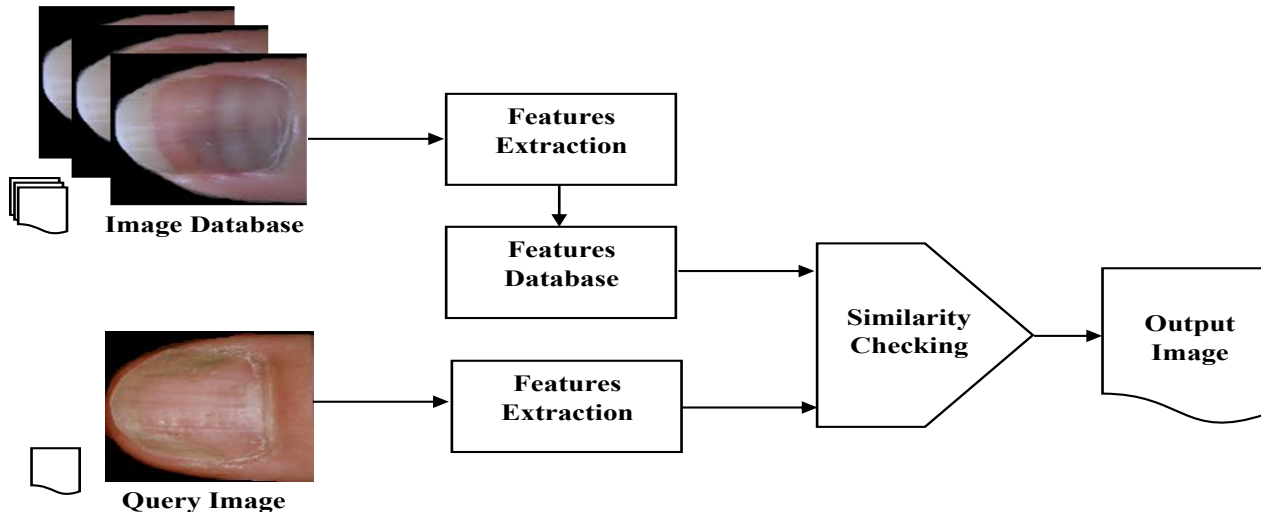 Features
Extraction
Image Database
Features
Database
Similarity
Checking
Output
Image
Features
Extraction
Query Image